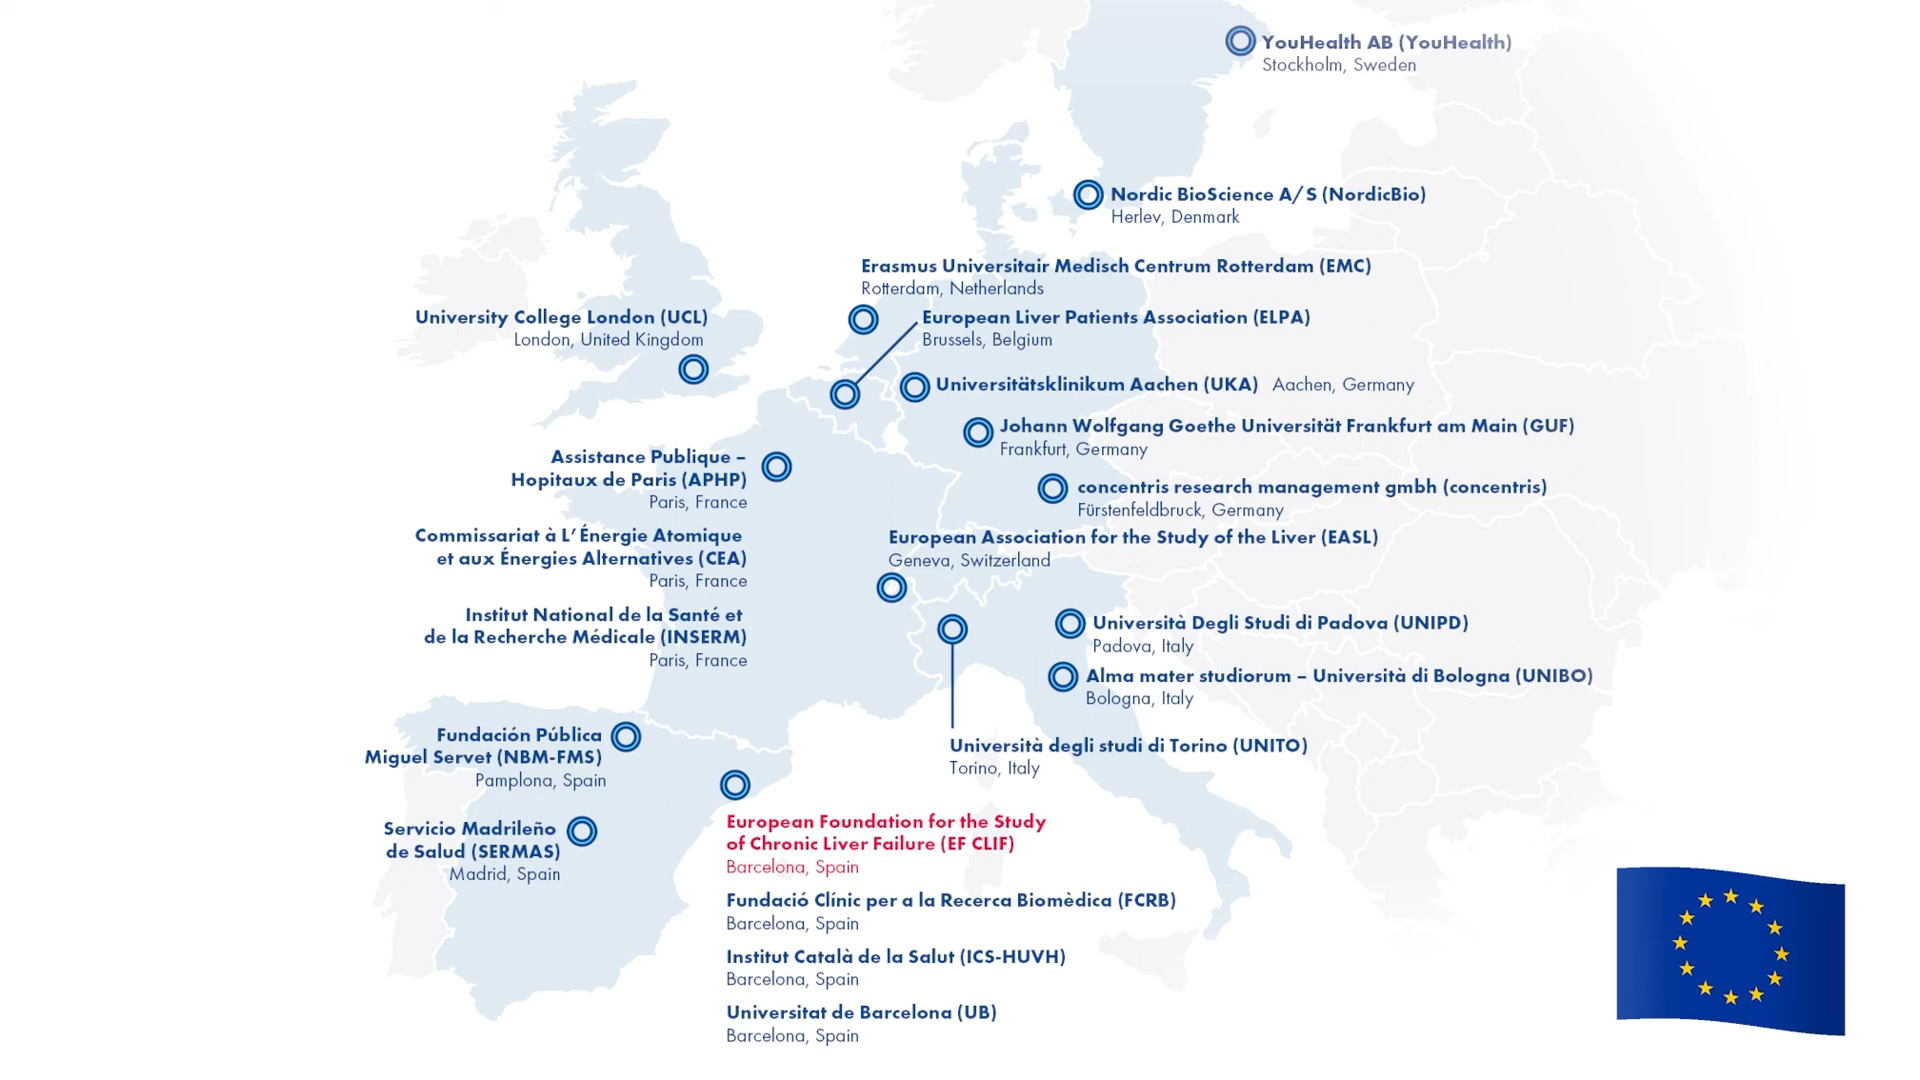 YouHealth AB (YouHealth)
Stockholm, Sweden
Nordic BioScience A/S (NordicBio)
Herlev, Denmark
Erasmus Universitair Medisch Centrum Rotterdam (EMC)
Rotterdam, Netherlands
University College London (UCL)
London, United Kingdom
European Liver Patients Association (ELPA)
Brussels, Belgium
Universitätsklinikum Aachen (UKA) Aachen, Germany
Johann Wolfgang Goethe Universität Frankfurt am Main (GUF)
Frankfurt, Germany
Assistance Publique –
Hopitaux de Paris (APHP)
Paris, France
concentris research management gmbh (concentris)
Fürstenfeldbruck, Germany
Commissariat à L'Énergie Atomique
et aux Énergies Alternatives (CEA)
Paris, France
European Association for the Study of the Liver (EASL)
Geneva, Switzerland
Institut National de la Santé et
de la Recherche Médicale (INSERM)
Paris, France
Università Degli Studi di Padova (UNIPD)
Padova, Italy
Alma mater studiorum – Università di Bologna (UNIBO)
Bologna, Italy
Fundación Pública
Miguel Servet (NBM-FMS)
Pamplona, Spain
Università degli studi di Torino (UNITO)
Torino, Italy
Servicio Madrileño
de Salud (SERMAS)
Madrid, Spain
European Foundation for the Study
of Chronic Liver Failure (EF CLIF)
Barcelona, Spain
Fundació Clínic per a la Recerca Biomèdica (FCRB)
Barcelona, Spain
Institut Català de la Salut (ICS-HUVH)
Barcelona, Spain
Universitat de Barcelona (UB)
Barcelona, Spain